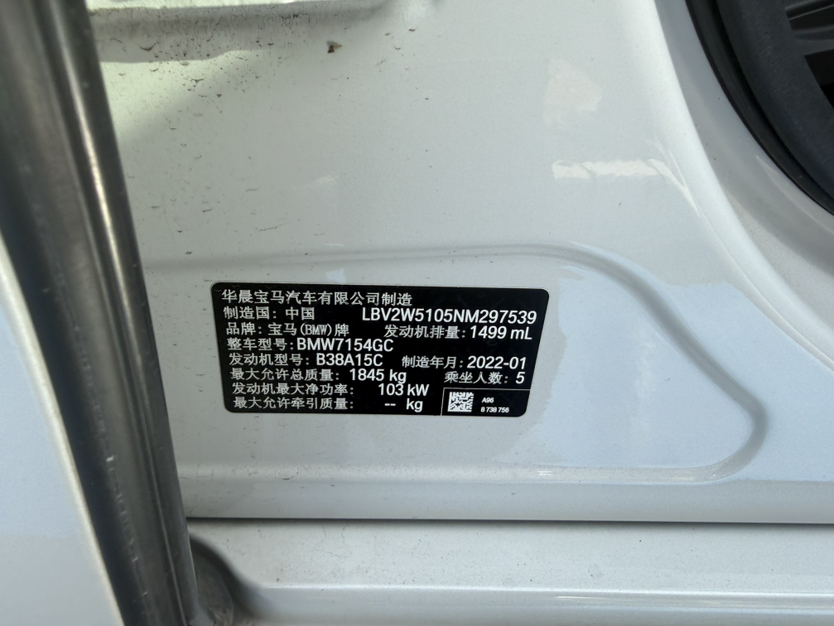 华晨宝马汽车有限公司制造
制造国：中国 LBV2W5105NM297539
品牌：宝马(BMW)牌 发动机排量：1499 mL
整车型号：BMW7154GC
发动机型号：B38A15C 制造年月：2022-01
最大允许总质量：1845 kg 乘坐人数：5
发动机最大净功率：103 kW
最大允许牵引质量：-- kg
A96
8 738 756